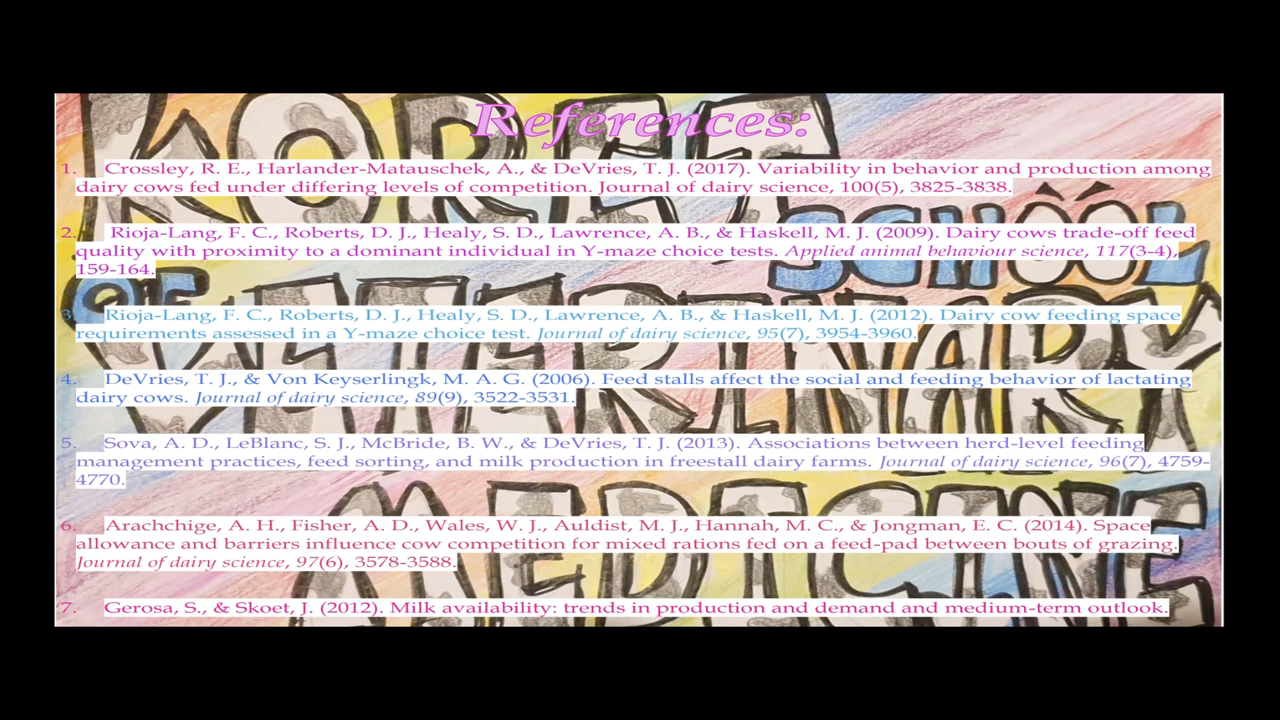 References:
1. Crossley, R. E., Harlander-Matauschek, A., & DeVries, T. J. (2017). Variability in behavior and production among
dairy cows fed under differing levels of competition. Journal of dairy science, 100(5), 3825-3838.
2. Rioja-Lang, F. C., Roberts, D. J., Healy, S. D., Lawrence, A. B., & Haskell, M. J. (2009). Dairy cows trade-off feed
quality with proximity to a dominant individual in Y-maze choice tests. Applied animal behaviour science, 117(3-4),
159-164.
3. Rioja-Lang, F. C., Roberts, D. J., Healy, S. D., Lawrence, A. B., & Haskell, M. J. (2012). Dairy cow feeding space
requirements assessed in a Y-maze choice test. Journal of dairy science, 95(7), 3954-3960.
4. DeVries, T. J., & Von Keyserlingk, M. A. G. (2006). Feed stalls affect the social and feeding behavior of lactating
dairy cows. Journal of dairy science, 89(9), 3522-3531.
5. Sova, A. D., LeBlanc, S. J., McBride, B. W., & DeVries, T. J. (2013). Associations between herd-level feeding
management practices, feed sorting, and milk production in freestall dairy farms. Journal of dairy science, 96(7), 4759-
4770.
6. Arachchige, A. H., Fisher, A. D., Wales, W. J., Auldist, M. J., Hannah, M. C., & Jongman, E. C. (2014). Space
allowance and barriers influence cow competition for mixed rations fed on a feed-pad between bouts of grazing.
Journal of dairy science, 97(6), 3578-3588.
7. Gerosa, S., & Skoet, J. (2012). Milk availability: trends in production and demand and medium-term outlook.
KORET
SCHOOL
OF VETERINARY
MEDICINE